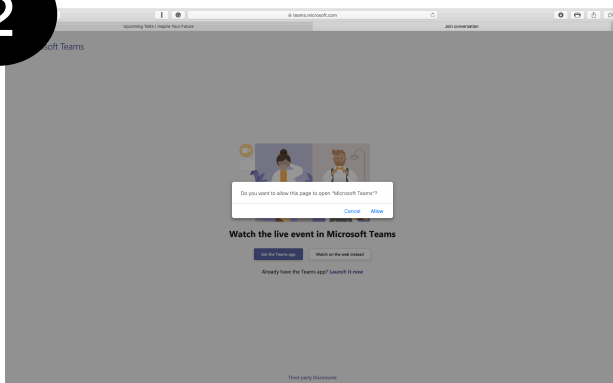 2
teams.microsoft.com
Upcoming Talks | Inspire Your Future
Join conversation
soft Teams
Do you want to allow this page to open "Microsoft Teams"?
Cancel Allow
Watch the live event in Microsoft Teams
Get the Teams app Watch on the web instead
Already have the Teams app? Launch it now
Third-party Disclosures